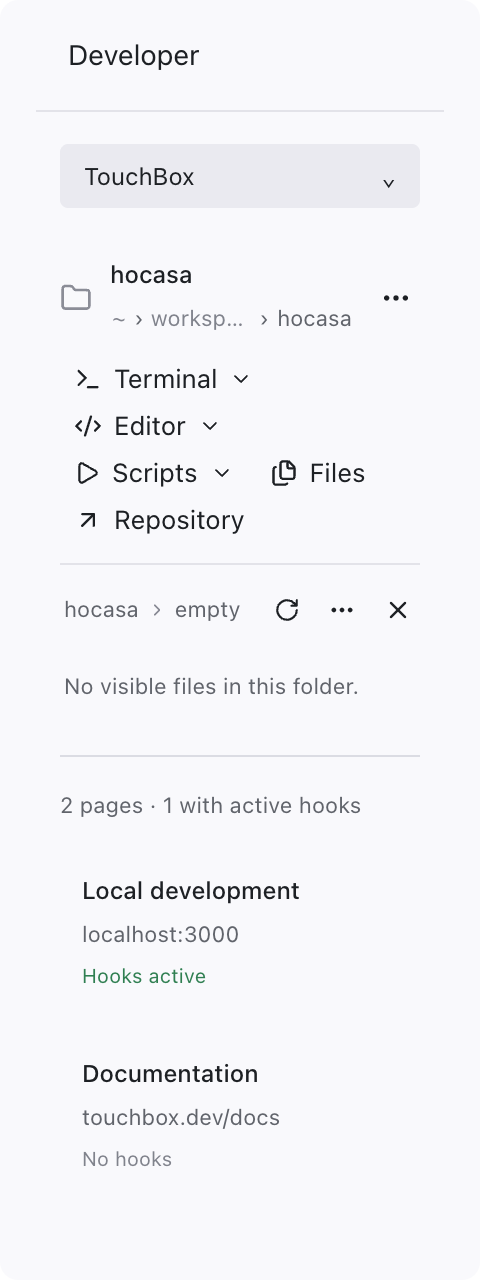 Developer
TouchBox
hocasa
~ › worksp... › hocasa
Terminal
Editor
Scripts Files
Repository
hocasa › empty
No visible files in this folder.
2 pages · 1 with active hooks
Local development
localhost:3000
Hooks active
Documentation
touchbox.dev/docs
No hooks